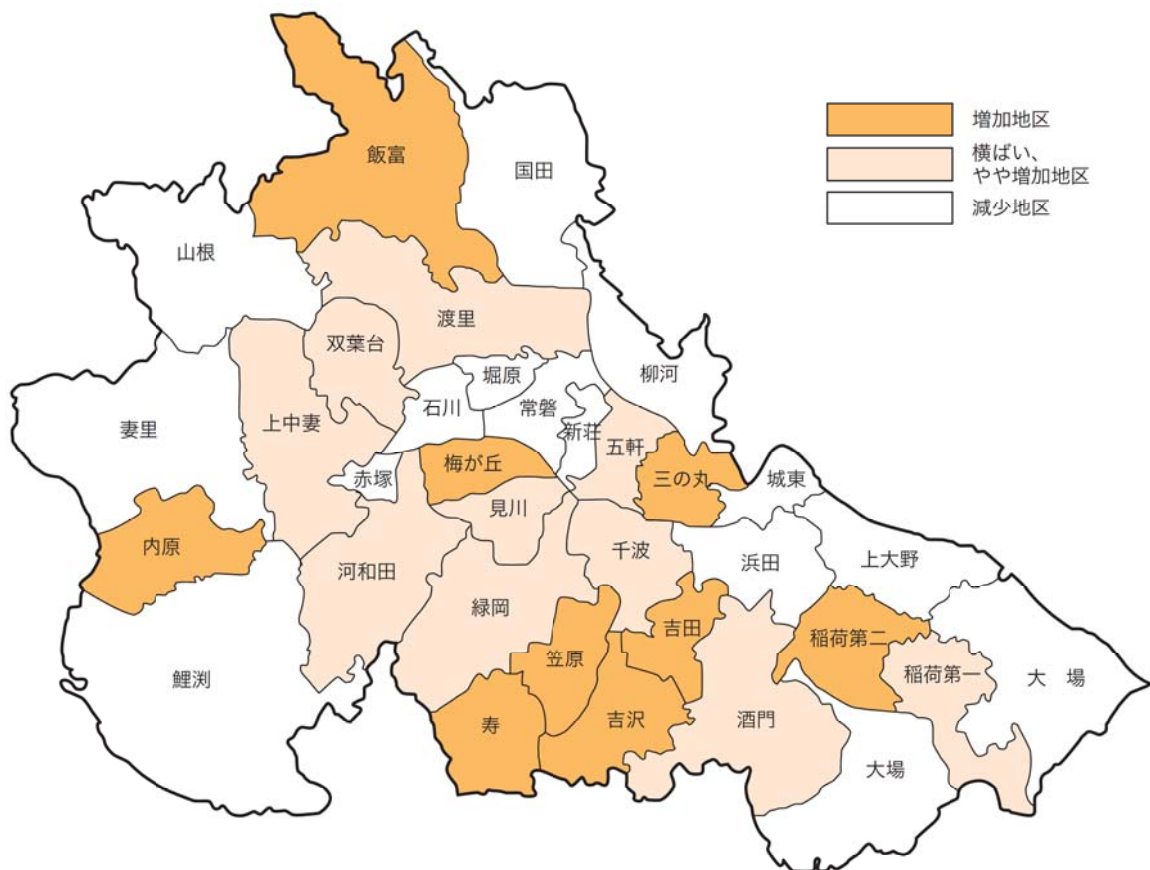 増加地区
横ばい、
やや増加地区
減少地区
飯富
国田
山根
渡里
双葉台
堀原
柳河
石川
常磐
上中妻
妻里
新荘
五軒
梅が丘
三の丸
赤塚
城東
見川
内原
千波
浜田
上大野
河和田
緑岡
吉田
稲荷第二
笠原
稲荷第一
大 場
鯉渕
寿
吉沢
酒門
大場